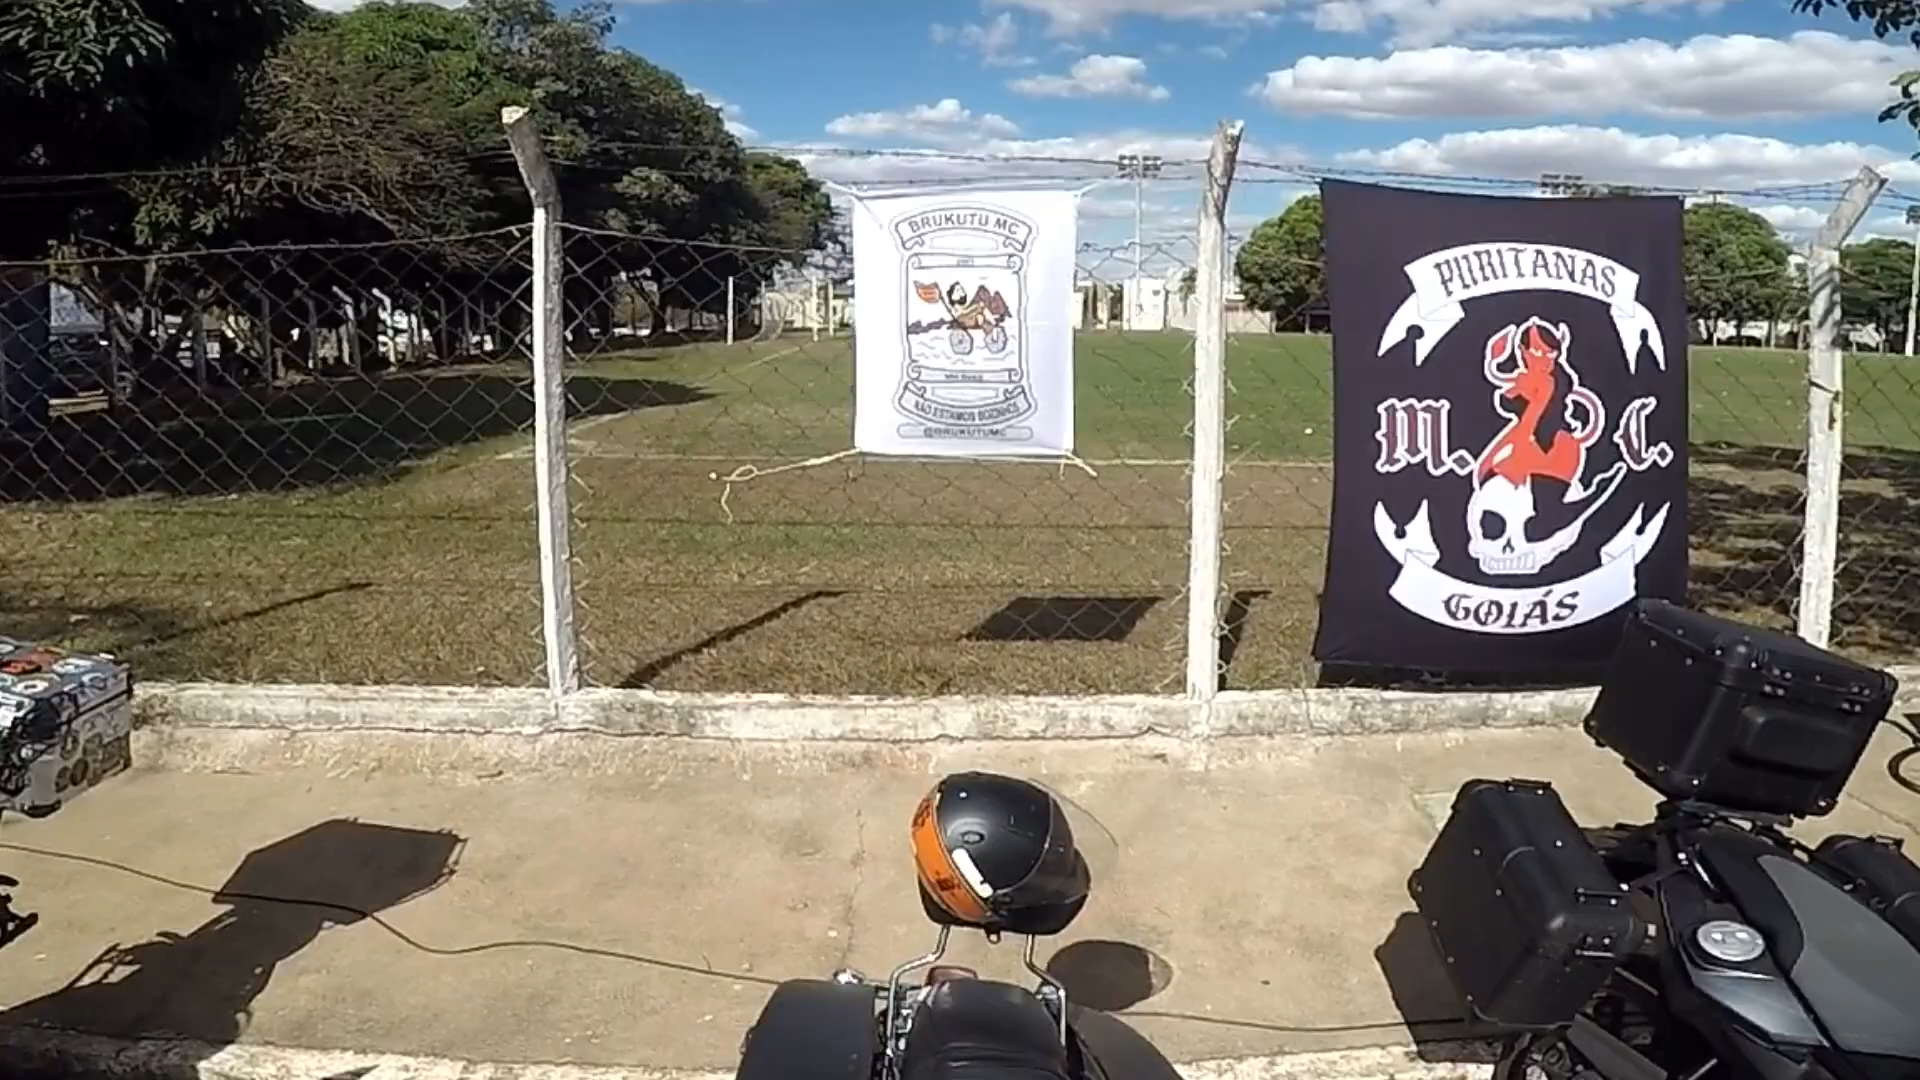 BRUKUTU MC
NÃO ESTAMOS SOZINHOS
@BRUKUTUMC
PURITANAS
M. C.
GOIÁS